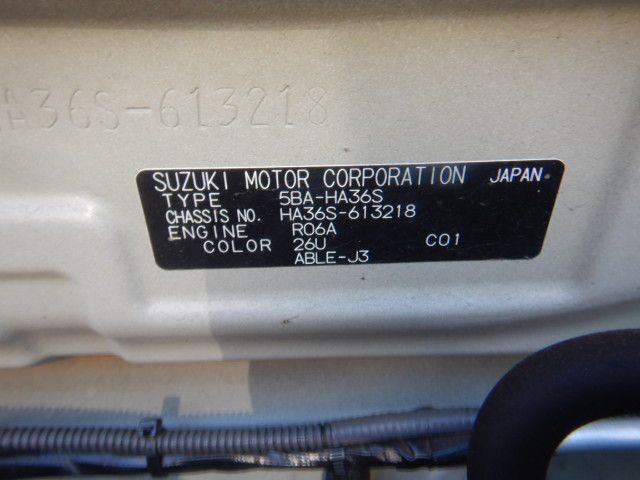 A36S-613218
SUZUKI MOTOR CORPORATION JAPAN
TYPE 5BA-HA36S
CHASSIS NO. HA36S-613218
ENGINE R06A
COLOR 26U C01
ABLE-J3